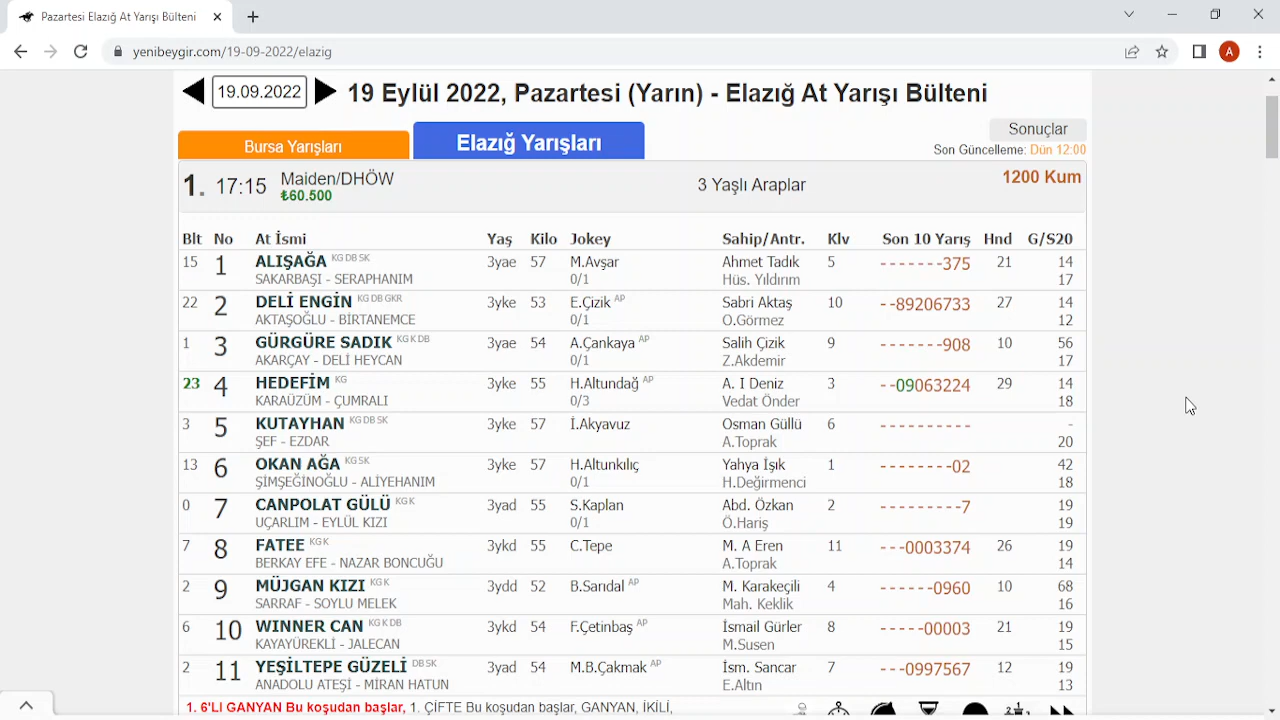 Pazartesi Elazığ At Yarışı Bülteni
yenibeygir.com/19-09-2022/elazig
A
19.09.2022 19 Eylül 2022, Pazartesi (Yarın) - Elazığ At Yarışı Bülteni
Bursa Yarışları Elazığ Yarışları Sonuçlar
Son Güncelleme: Dün 12:00
1. 17:15 Maiden/DHÖW 3 Yaşlı Araplar 1200 Kum
₺60.500
Blt No At İsmi Yaş Kilo Jokey Sahip/Antr. Klv Son 10 Yarış Hnd G/S20
15 1 ALIŞAĞA KG DB SK 3yae 57 M.Avşar Ahmet Tadık 5 -------375 21 14
SAKARBAŞI - SERAPHANIM 0/1 Hüs. Yıldırım 17
22 2 DELİ ENGİN KG DB GKR 3yke 53 E.Çizik AP Sabri Aktaş 10 --89206733 27 14
AKTAŞOĞLU - BİRTANEMCE 0/1 O.Görmez 12
1 3 GÜRGÜRE SADIK KG K DB 3yae 54 A.Çankaya AP Salih Çizik 9 -------908 10 56
AKARÇAY - DELİ HEYCAN 0/1 Z.Akdemir 17
23 4 HEDEFİM KG 3yke 55 H.Altundağ AP A. I Deniz 3 --09063224 29 14
KARAÜZÜM - ÇUMRALI 0/3 Vedat Önder 18
3 5 KUTAYHAN KG DB SK 3yke 57 İ.Akyavuz Osman Güllü 6 ---------- -
ŞEF - EZDAR A.Toprak 20
13 6 OKAN AĞA KG SK 3yke 57 H.Altunkılıç Yahya Işık 1 --------02 42
ŞİMŞEĞİNOĞLU - ALİYEHANIM 0/1 H.Değirmenci 18
0 7 CANPOLAT GÜLÜ KG K 3yad 55 S.Kaplan Abd. Özkan 2 ---------7 19
UÇARLIM - EYLÜL KIZI 0/1 Ö.Hariş 19
7 8 FATEE KG K 3ykd 55 C.Tepe M. A Eren 11 ---0003374 26 19
BERKAY EFE - NAZAR BONCUĞU A.Toprak 14
2 9 MÜJGAN KIZI KG K 3ydd 52 B.Sandal AP M. Karakeçili 4 ------0960 10 68
SARRAF - SOYLU MELEK Mah. Keklik 16
6 10 WINNER CAN KG K DB 3ykd 54 F.Çetinbaş AP İsmail Gürler 8 -----00003 21 19
KAYAYÜREKLİ - JALECAN M.Susen 15
2 11 YEŞİLTEPE GÜZELİ DB SK 3yad 54 M.B.Çakmak AP İsm. Sancar 7 ---0997567 12 19
ANADOLU ATEŞİ - MİRAN HATUN E.Altın 13
1. 6'LI GANYAN Bu koşudan başlar, 1. ÇİFTE Bu koşudan başlar, GANYAN, İKİLİ,